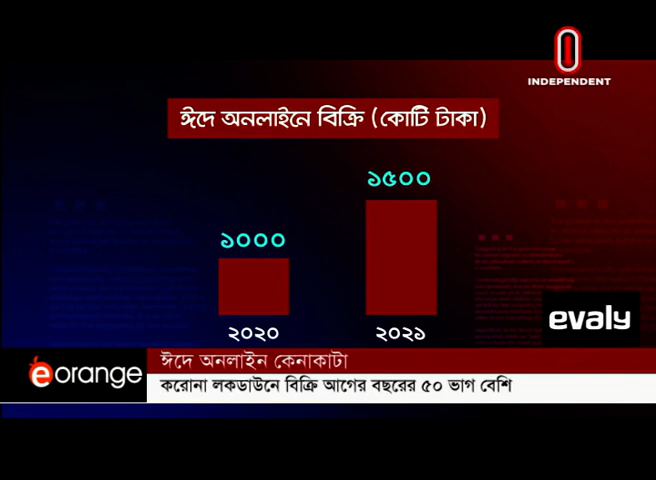 INDEPENDENT
ঈদে অনলাইনে বিক্রি (কোটি টাকা)
১৫০০
১০০০
২০২০
২০২১
evaly
eorange
ঈদে অনলাইন কেনাকাটা
করোনা লকডাউনে বিক্রি আগের বছরের ৫০ ভাগ বেশি